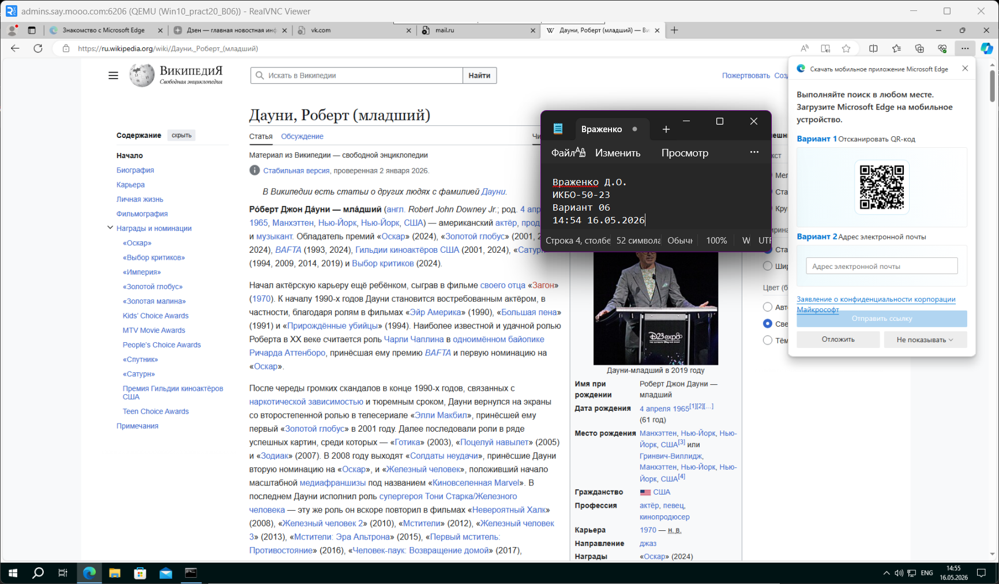 admins.say.mooo.com:6206 (QEMU (Win10_pract20_B06)) - RealVNC Viewer
Знакомство с Microsoft Edge
Дзен — главная новостная инф
vk.com
mail.ru
Дауни, Роберт (младший) — Ви
https://ru.wikipedia.org/wiki/Дауни,_Роберт_(младший)
ВикипедиЯ
Свободная энциклопедия
Искать в Википедии
Найти
Пожертвовать
Созд
Содержание
скрыть
Начало
Биография
Карьера
Личная жизнь
Фильмография
Награды и номинации
«Оскар»
«Выбор критиков»
«Империя»
«Золотой глобус»
«Золотая малина»
Kids' Choice Awards
MTV Movie Awards
People's Choice Awards
«Спутник»
«Сатурн»
Премия Гильдии киноактёров
США
Teen Choice Awards
Примечания
Дауни, Роберт (младший)
Статья
Обсуждение
Чи
Материал из Википедии — свободной энциклопедии
Стабильная версия, проверенная 2 января 2026.
В Википедии есть статьи о других людях с фамилией Дауни.
Ро́берт Джон Да́уни — мла́дший (англ. Robert John Downey Jr.; род. 4 апр
1965, Манхэттен, Нью-Йорк, Нью-Йорк, США) — американский актёр, прод
и музыкант. Обладатель премий «Оскар» (2024), «Золотой глобус» (2001, 2
2024), BAFTA (1993, 2024), Гильдии киноактёров США (2001, 2024), «Сатурн
(1994, 2009, 2014, 2019) и Выбор критиков (2024).
Начал актёрскую карьеру ещё ребёнком, сыграв в фильме своего отца «Загон»
(1970). К началу 1990-х годов Дауни становится востребованным актёром, в
частности, благодаря ролям в фильмах «Эйр Америка» (1990), «Большая пена»
(1991) и «Прирождённые убийцы» (1994). Наиболее известной и удачной ролью
Роберта в XX веке считается роль Чарли Чаплина в одноимённом байопике
Ричарда Аттенборо, принёсшая ему премию BAFTA и первую номинацию на
«Оскар».
После череды громких скандалов в конце 1990-х годов, связанных с
наркотической зависимостью и тюремным сроком, Дауни вернулся на экраны
со второстепенной ролью в телесериале «Элли Макбил», принёсшей ему
первый «Золотой глобус» в 2001 году. Далее последовали роли в ряде
успешных картин, среди которых — «Готика» (2003), «Поцелуй навылет» (2005)
и «Зодиак» (2007). В 2008 году выходят «Солдаты неудачи», принёсшие Дауни
вторую номинацию на «Оскар», и «Железный человек», положивший начало
масштабной медиафраншизы под названием «Киновселенная Marvel». В
последнем Дауни исполнил роль супергероя Тони Старка/Железного
человека — эту же роль он вскоре повторил в фильмах «Невероятный Халк»
(2008), «Железный человек 2» (2010), «Мстители» (2012), «Железный человек
3» (2013), «Мстители: Эра Альтрона» (2015), «Первый мститель:
Противостояние» (2016), «Человек-паук: Возвращение домой» (2017),
Враженко
Файл
Изменить
Просмотр
Враженко Д.О.
ИКБО-50-23
Вариант 06
14:54 16.05.2026
Строка 4, столбе
52 символа
Обычн
100%
W
UTF
D23expo
Дауни-младший в 2019 году
Имя при рождении
Роберт Джон Дауни — младший
Дата рождения
4 апреля 1965[1][2][…]
(61 год)
Место рождения
Манхэттен, Нью-Йорк, Нью-
Йорк, США[3] или
Гринвич-Виллидж,
Манхэттен, Нью-Йорк, Нью-
Йорк, США[4]
Гражданство
США
Профессия
актёр, певец,
кинопродюсер
Карьера
1970 — н. в.
Направление
джаз
Награды
«Оскар» (2024)
Мел
Ста
Кру
Ста
Шир
Цвет (б
Авт
Све
Тём
Скачать мобильное приложение Microsoft Edge
Выполняйте поиск в любом месте.
Загрузите Microsoft Edge на мобильное
устройство.
Вариант 1 Отсканировать QR-код
Вариант 2 Адрес электронной почты
Адрес электронной почты
Заявление о конфиденциальности корпорации
Майкрософт
Отправить ссылку
Отложить
Не показывать
ENG
14:55
16.05.2026